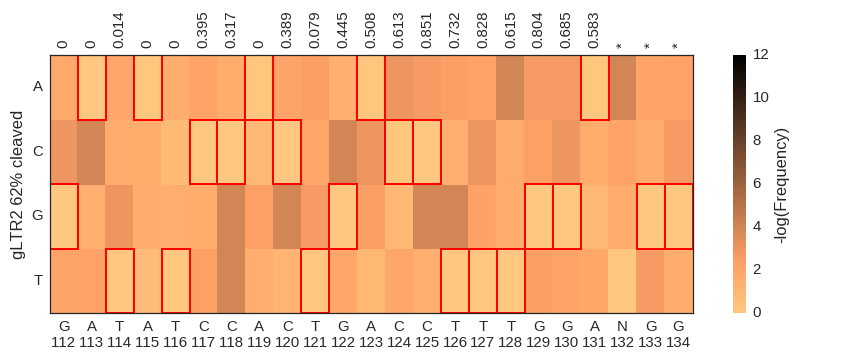 0 0 0.014 0 0 0.395 0.317 0 0.389 0.079 0.445 0.508 0.613 0.851 0.732 0.828 0.615 0.804 0.685 0.583 * * *
gLTR2 62% cleaved
A
C
G
T
G A T A T C C A C T G A C C T T T G G A N G G
112 113 114 115 116 117 118 119 120 121 122 123 124 125 126 127 128 129 130 131 132 133 134
12
10
8
6
4
2
0
-log(Frequency)